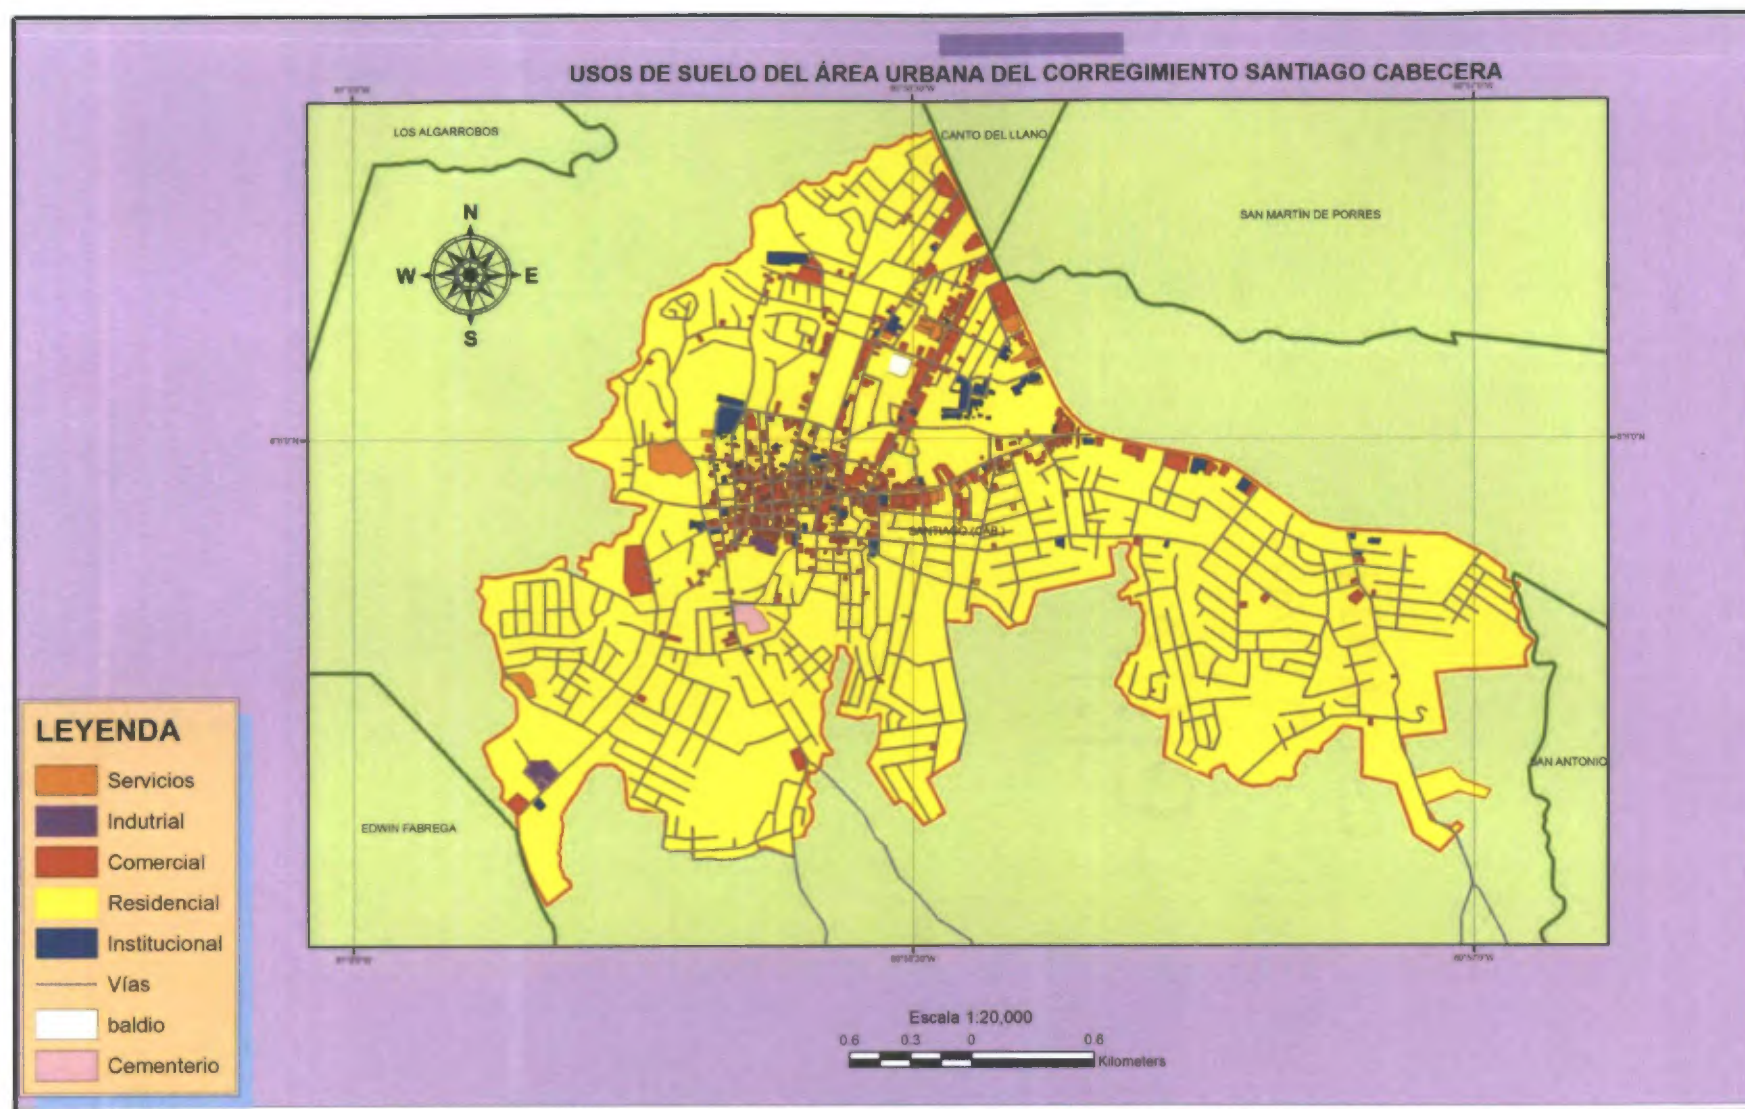 USOS DE SUELO DEL ÁREA URBANA DEL CORREGIMIENTO SANTIAGO CABECERA
LOS ALGARROBOS
CANTO DEL LLANO
SAN MARTÍN DE PORRES
N
W
E
S
SANTIAGO (CAB.)
SAN ANTONIO
EDWIN FABREGA
LEYENDA
Servicios
Indutrial
Comercial
Residencial
Institucional
Vías
baldio
Cementerio
Escala 1:20,000
0.6 0.3 0 0.6
Kilometers